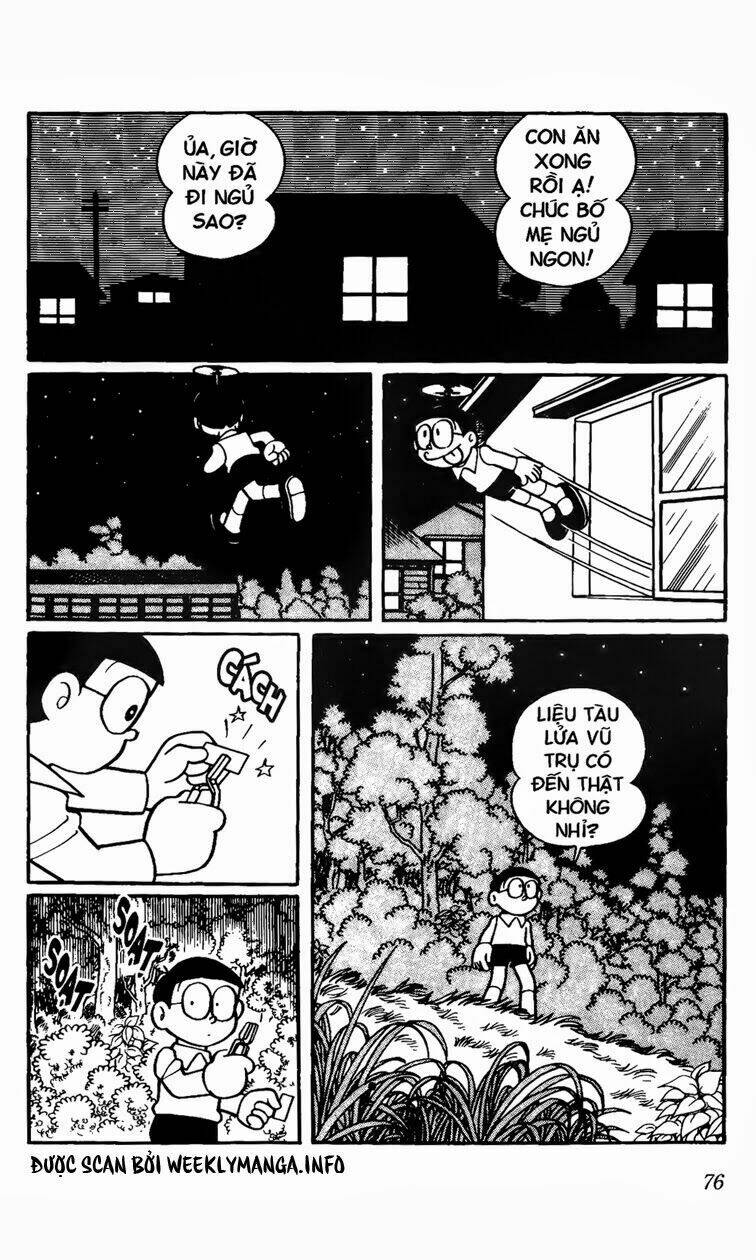 CON ĂN
XONG
RỒI Ạ!
CHÚC BỐ
MẸ NGỦ
NGON!
ỦA, GIỜ
NÀY ĐÃ
ĐI NGỦ
SAO?
LIỆU TÀU
LỬA VŨ
TRỤ CÓ
ĐẾN THẬT
KHÔNG
NHỈ?
CÁCH
SOẠT
SOẠT
ĐƯỢC SCAN BỞI WEEKLYMANGA.INFO
76